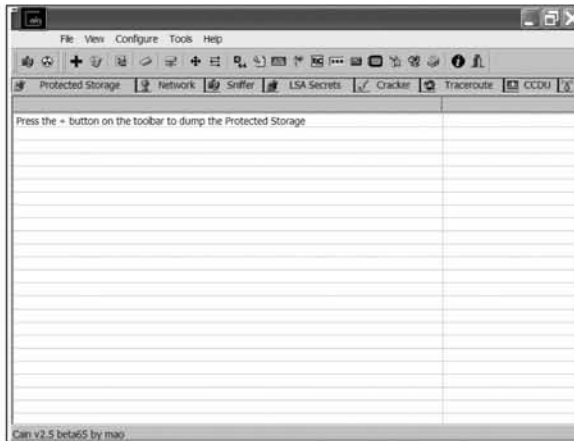 cain
File View Configure Tools Help
Protected Storage Network Sniffer LSA Secrets Cracker Traceroute CCDU
Press the + button on the toolbar to dump the Protected Storage
Cain v2.5 beta65 by mao